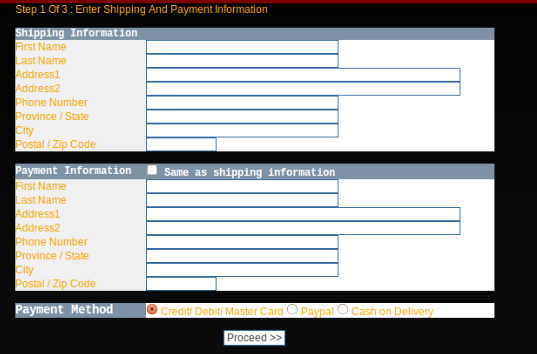 Step 1 Of 3 : Enter Shipping And Payment Information
Shipping Information
First Name
Last Name
Address1
Address2
Phone Number
Province / State
City
Postal / Zip Code
Payment Information Same as shipping information
First Name
Last Name
Address1
Address2
Phone Number
Province / State
City
Postal / Zip Code
Payment Method Credit/ Debit/ Master Card Paypal Cash on Delivery
Proceed >>